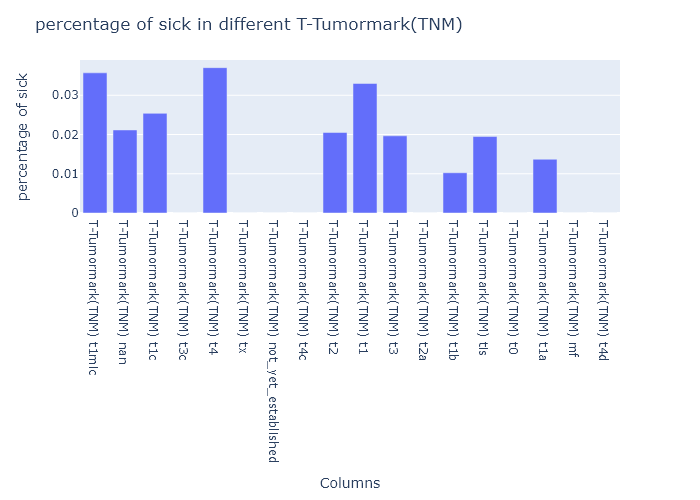 percentage of sick in different T-Tumormark(TNM)
percentage of sick
0.03
0.02
0.01
0
T-Tumormark(TNM) t1mic
T-Tumormark(TNM) nan
T-Tumormark(TNM) t1c
T-Tumormark(TNM) t3c
T-Tumormark(TNM) t4
T-Tumormark(TNM) tx
T-Tumormark(TNM) not_yet_established
T-Tumormark(TNM) t4c
T-Tumormark(TNM) t2
T-Tumormark(TNM) t1
T-Tumormark(TNM) t3
T-Tumormark(TNM) t2a
T-Tumormark(TNM) t1b
T-Tumormark(TNM) tis
T-Tumormark(TNM) t0
T-Tumormark(TNM) t1a
T-Tumormark(TNM) mf
T-Tumormark(TNM) t4d
Columns